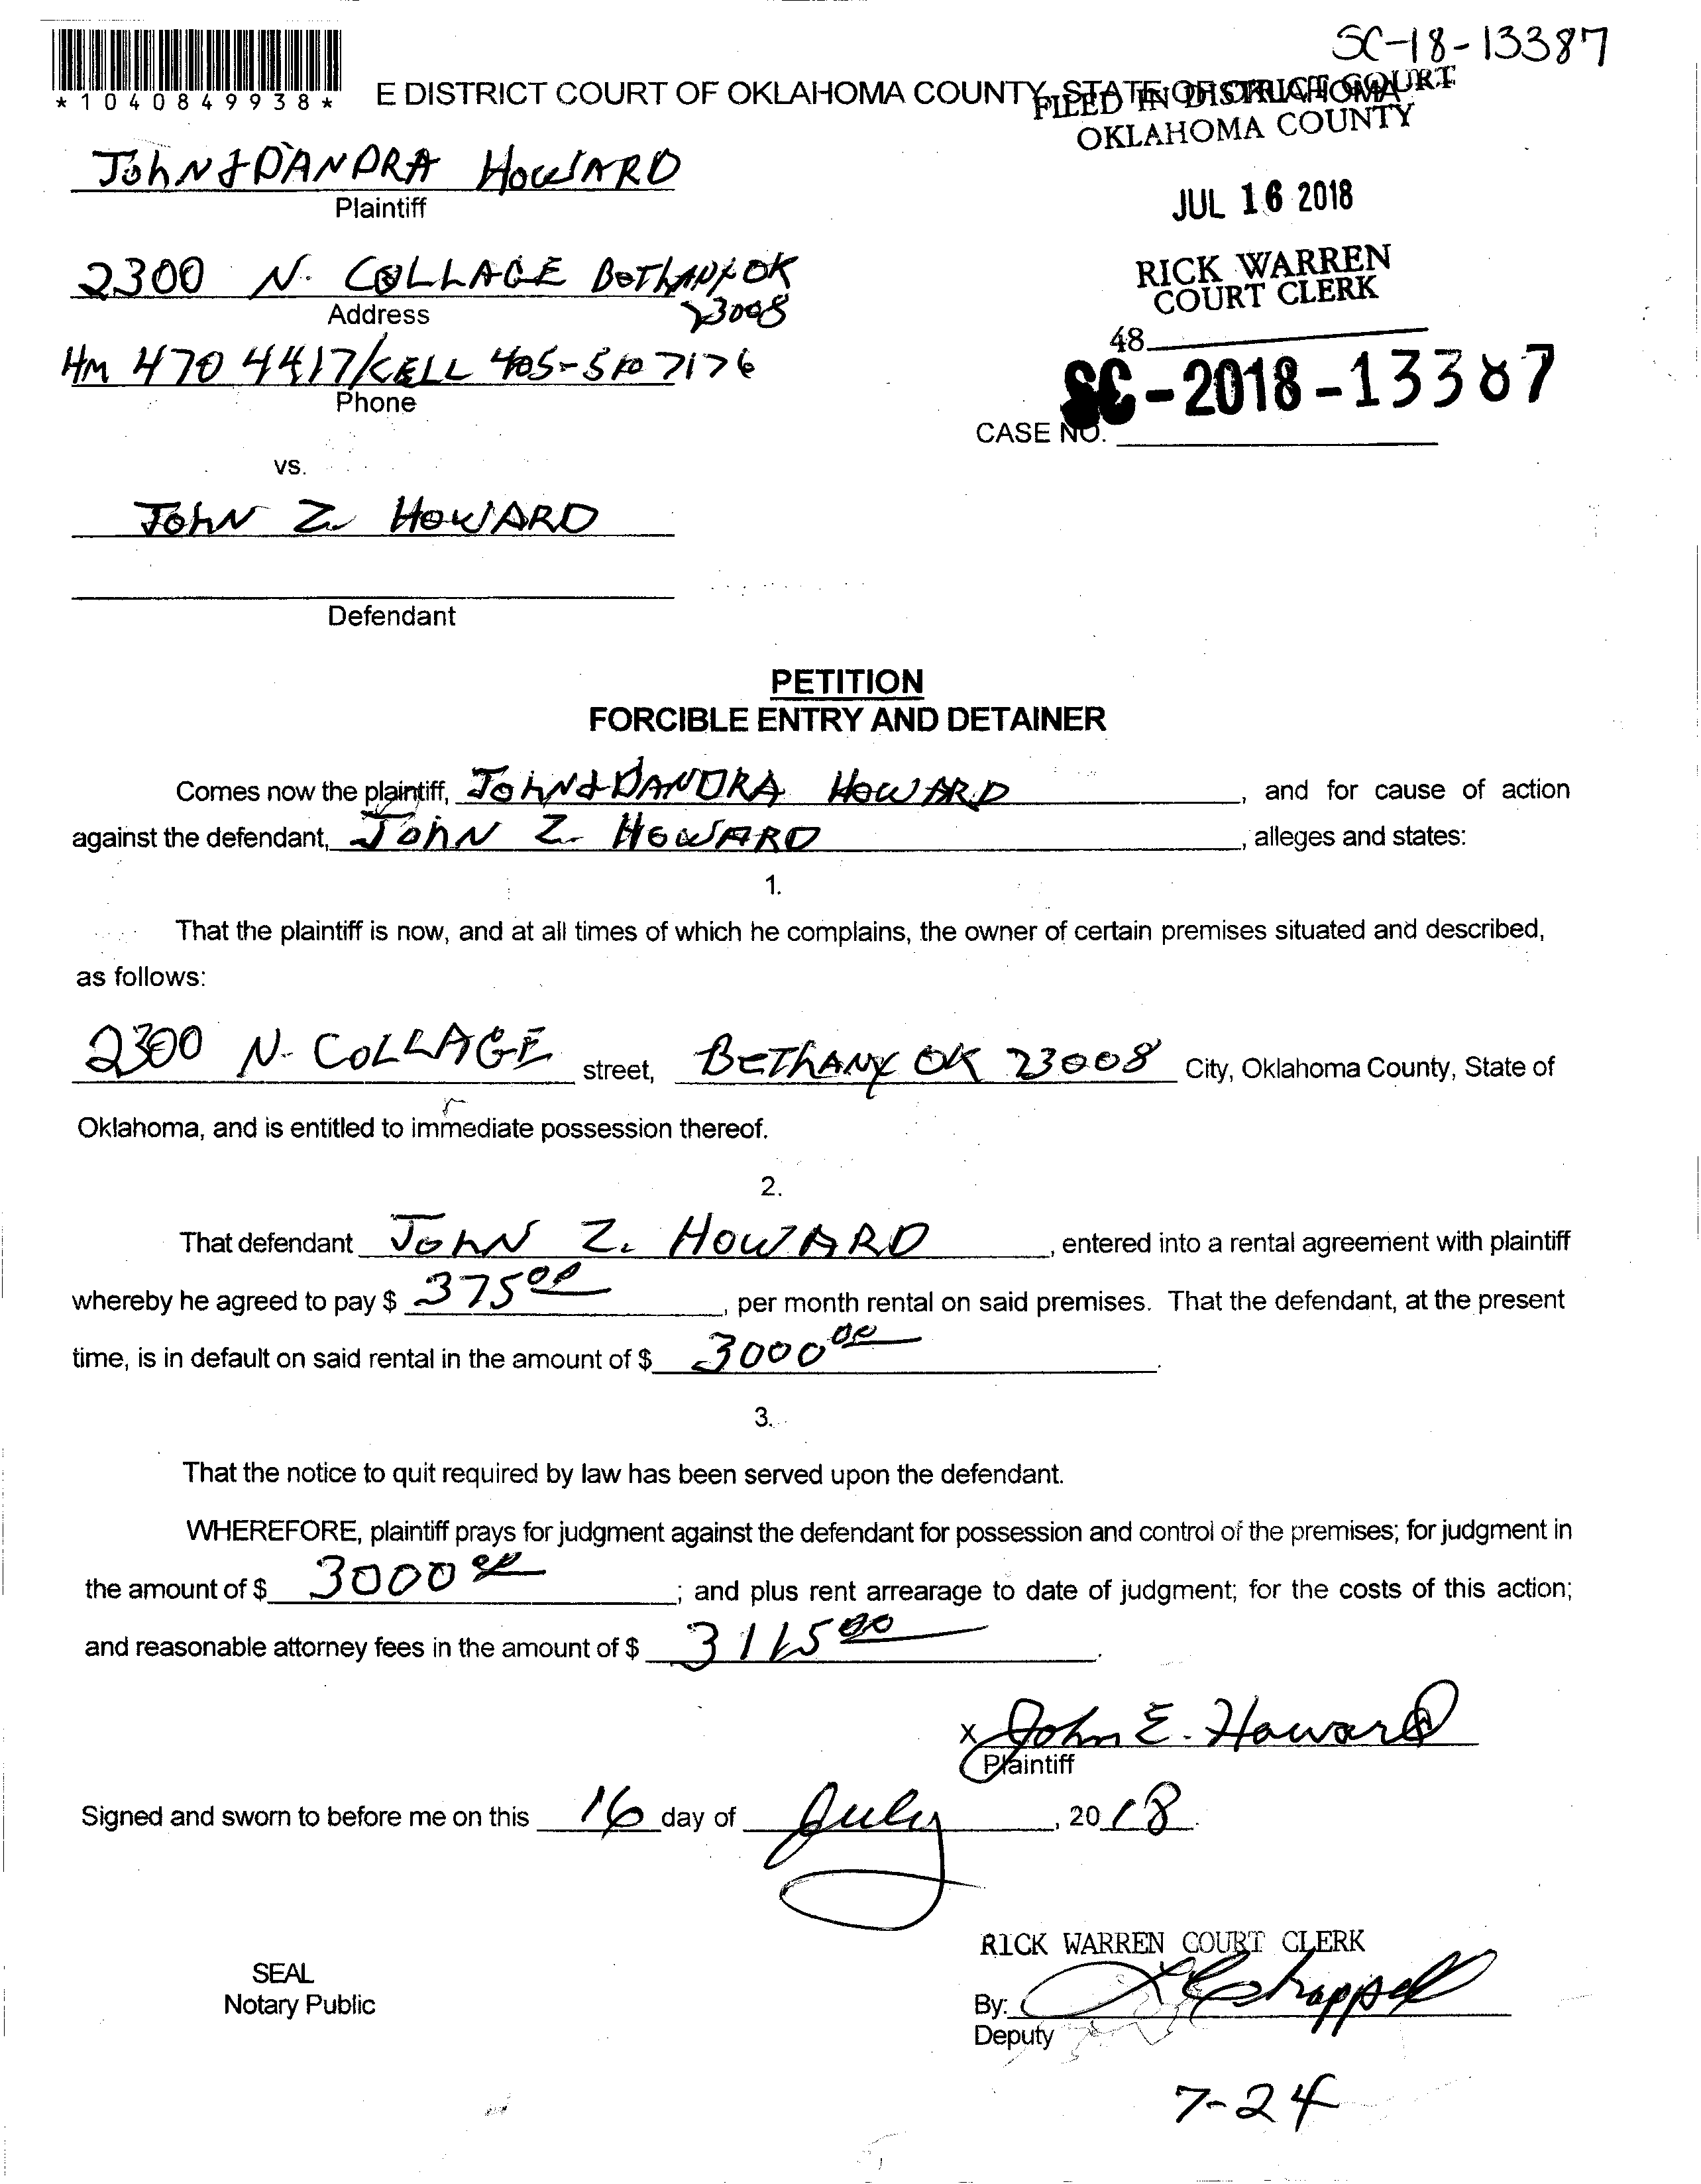 SC-18-13387
*1040849938*
E DISTRICT COURT OF OKLAHOMA COUNTY, STATE OF OKLAHOMA
FILED IN DISTRICT COURT
OKLAHOMA COUNTY
JohN & DANDRA HOWARD
Plaintiff
JUL 16 2018
2300 N. COLLAGE BETHANY OK
23008
Address
RICK WARREN
COURT CLERK
48
HM 470 4417/CELL 405-510 7176
Phone
SC-2018-13387
CASE NO.
vs.
JOHN Z. HOWARD
Defendant
PETITION
FORCIBLE ENTRY AND DETAINER
Comes now the plaintiff, JOHN & DANDRA HOWARD, and for cause of action
against the defendant, JOHN Z. HOWARD, alleges and states:
1.
That the plaintiff is now, and at all times of which he complains, the owner of certain premises situated and described,
as follows:
2300 N. COLLAGE street, BETHANY OK 23008 City, Oklahoma County, State of
Oklahoma, and is entitled to immediate possession thereof.
2.
That defendant JOHN Z. HOWARD, entered into a rental agreement with plaintiff
whereby he agreed to pay $ 375 00, per month rental on said premises. That the defendant, at the present
time, is in default on said rental in the amount of $ 3000 00.
3.
That the notice to quit required by law has been served upon the defendant.
WHEREFORE, plaintiff prays for judgment against the defendant for possession and control of the premises; for judgment in
the amount of $ 3000 00; and plus rent arrearage to date of judgment; for the costs of this action;
and reasonable attorney fees in the amount of $ 3115 00.
x John E. Howard
Plaintiff
Signed and sworn to before me on this 16 day of July, 2018.
RICK WARREN COURT CLERK
SEAL
Notary Public
By:
Deputy
7-24